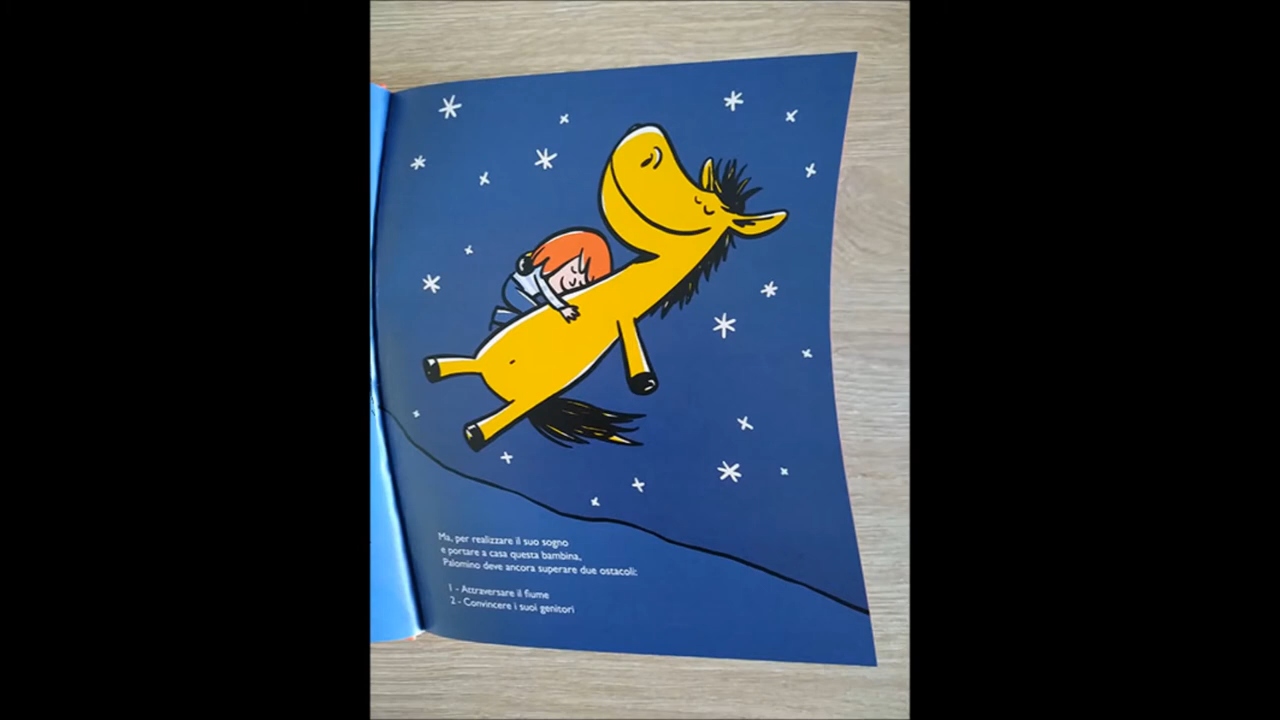 Ma, per realizzare il suo sogno
e portare a casa questa bambina,
Palomino deve ancora superare due ostacoli:
1 - Attraversare il fiume
2 - Convincere i suoi genitori